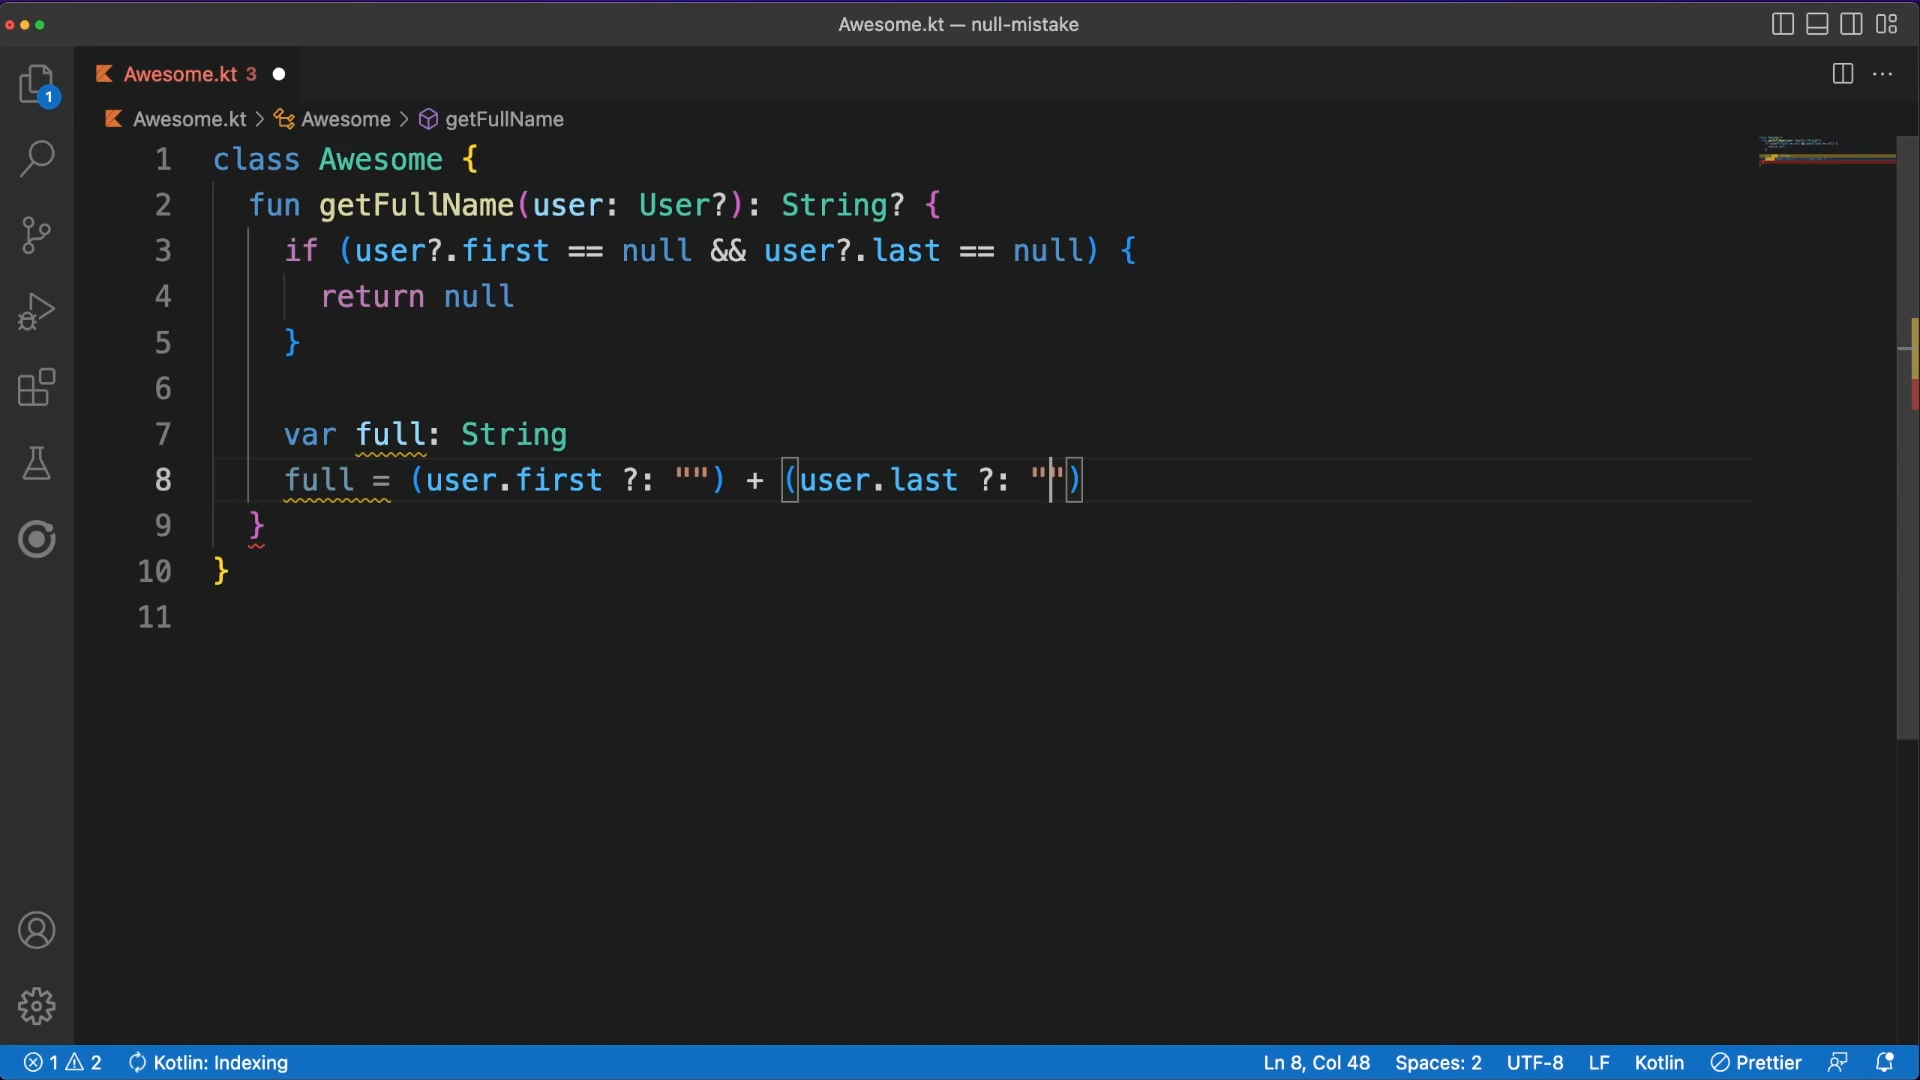 Awesome.kt — null-mistake
Awesome.kt 3
Awesome.kt > Awesome > getFullName
1 class Awesome {
2 fun getFullName(user: User?): String? {
3 if (user?.first == null && user?.last == null) {
4 return null
5 }
6
7 var full: String
8 full = (user.first ?: "") + (user.last ?: "")
9 }
10 }
11
1
1 2 Kotlin: Indexing Ln 8, Col 48 Spaces: 2 UTF-8 LF Kotlin Prettier